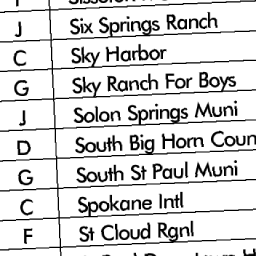 J Six Springs Ranch
C Sky Harbor
G Sky Ranch For Boys
J Solon Springs Muni
D South Big Horn
G South St Paul Muni
C Spokane Intl
F St Cloud Rgnl